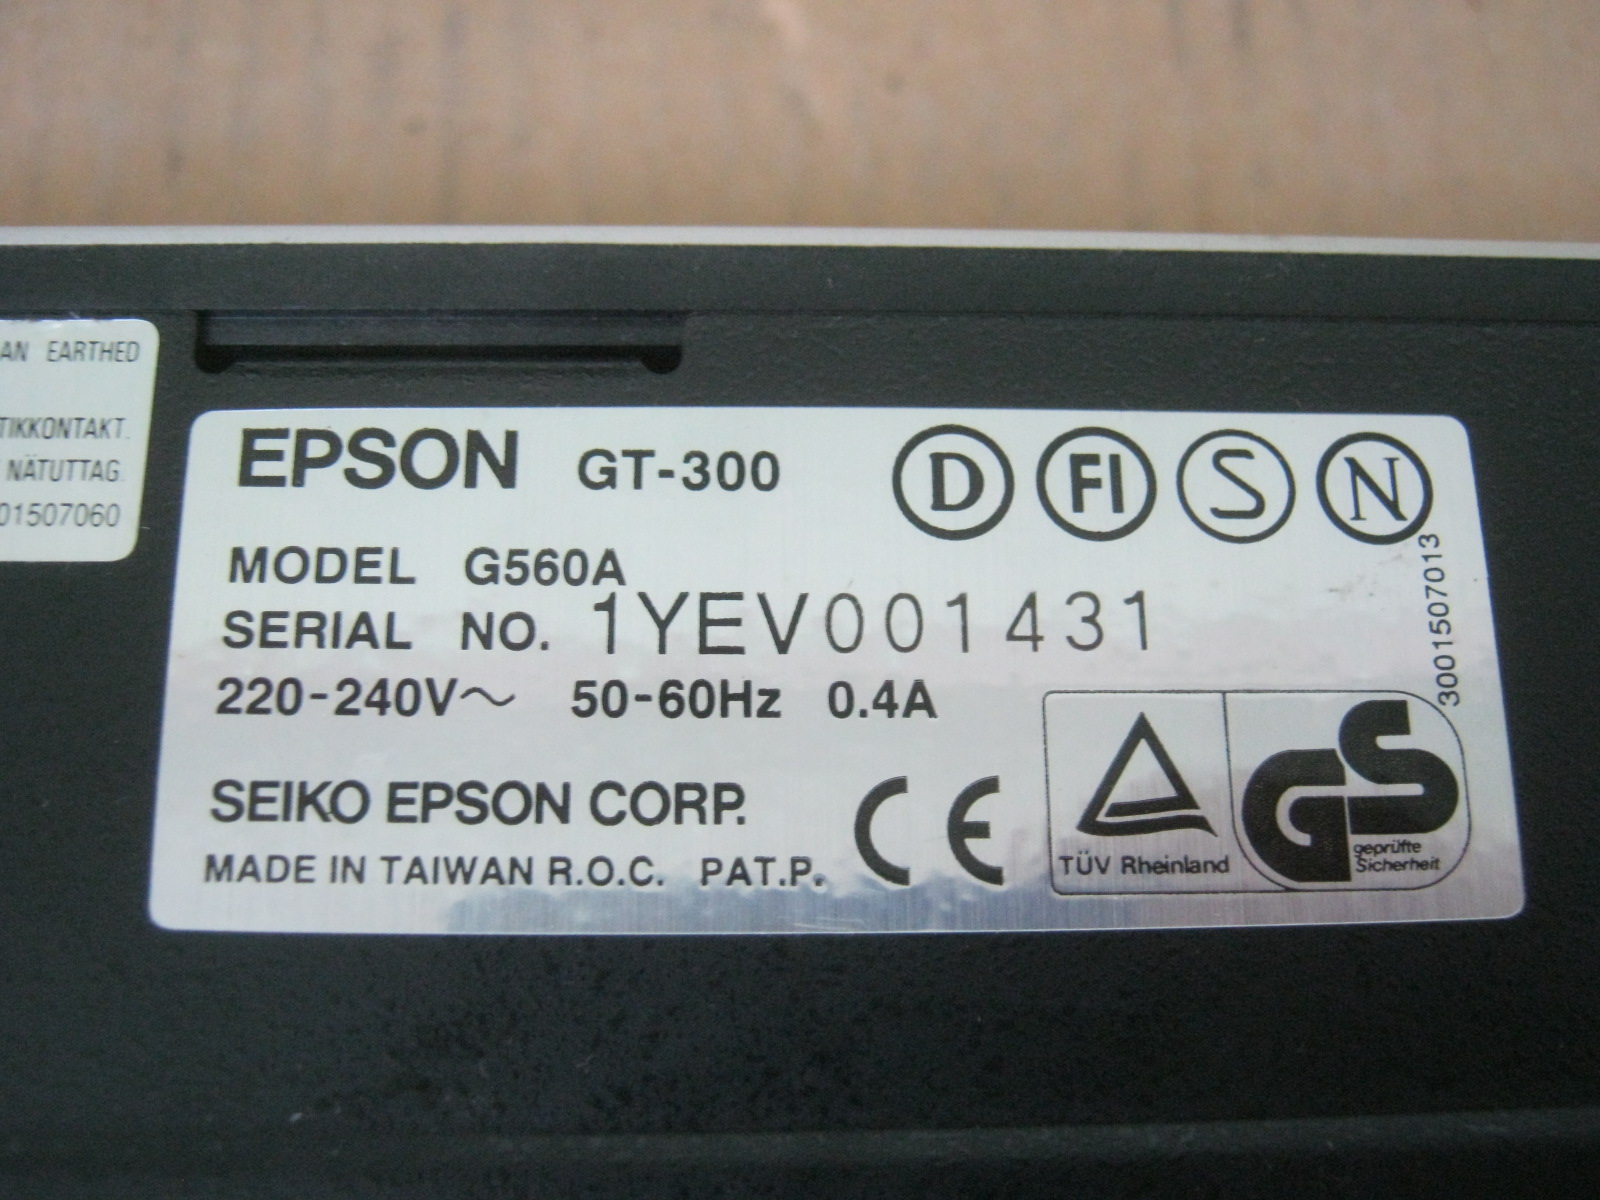 AN EARTHED
TIKKONTAKT.
NÄTUTTAG.
01507060
EPSON GT-300 D FI S N
MODEL G560A
SERIAL NO. 1YEV001431
220-240V~ 50-60Hz 0.4A
SEIKO EPSON CORP. CE
MADE IN TAIWAN R.O.C. PAT.P.
TÜV Rheinland
GS
geprüfte
Sicherheit
3001507013